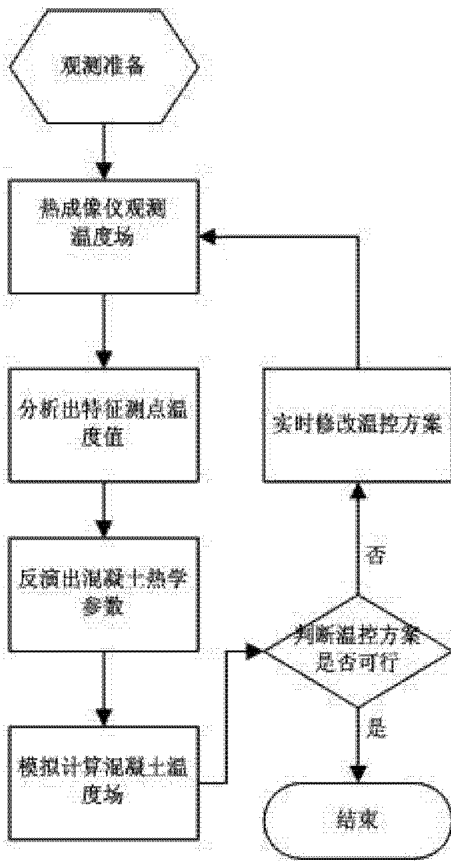 观测准备
热成像仪观测
温度场
分析出特征测点温
度值
反演出混凝土热学
参数
模拟计算混凝土温
度场
实时修改温控方案
否
判断温控方案
是否可行
是
结束